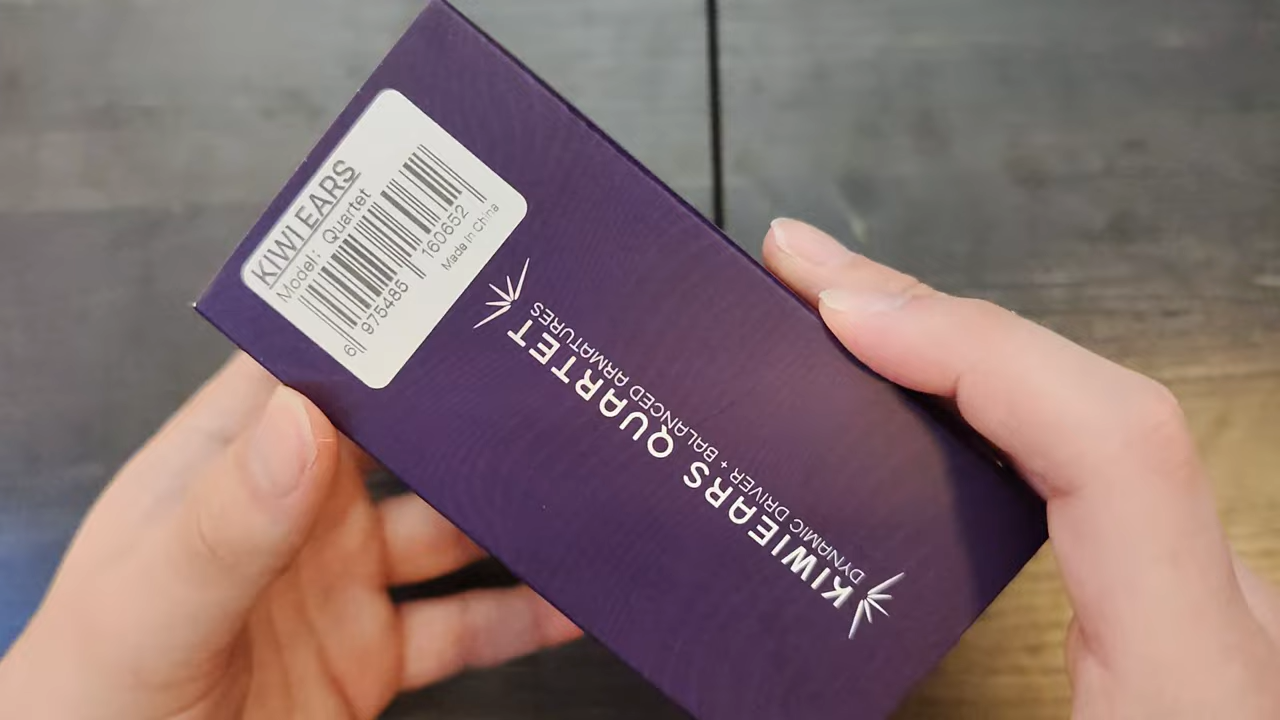 KIWI EARS
Model: Quartet
6 975485 160652
Made In China
KIWIEARS QUARTET
DYNAMIC DRIVER + BALANCED ARMATURES